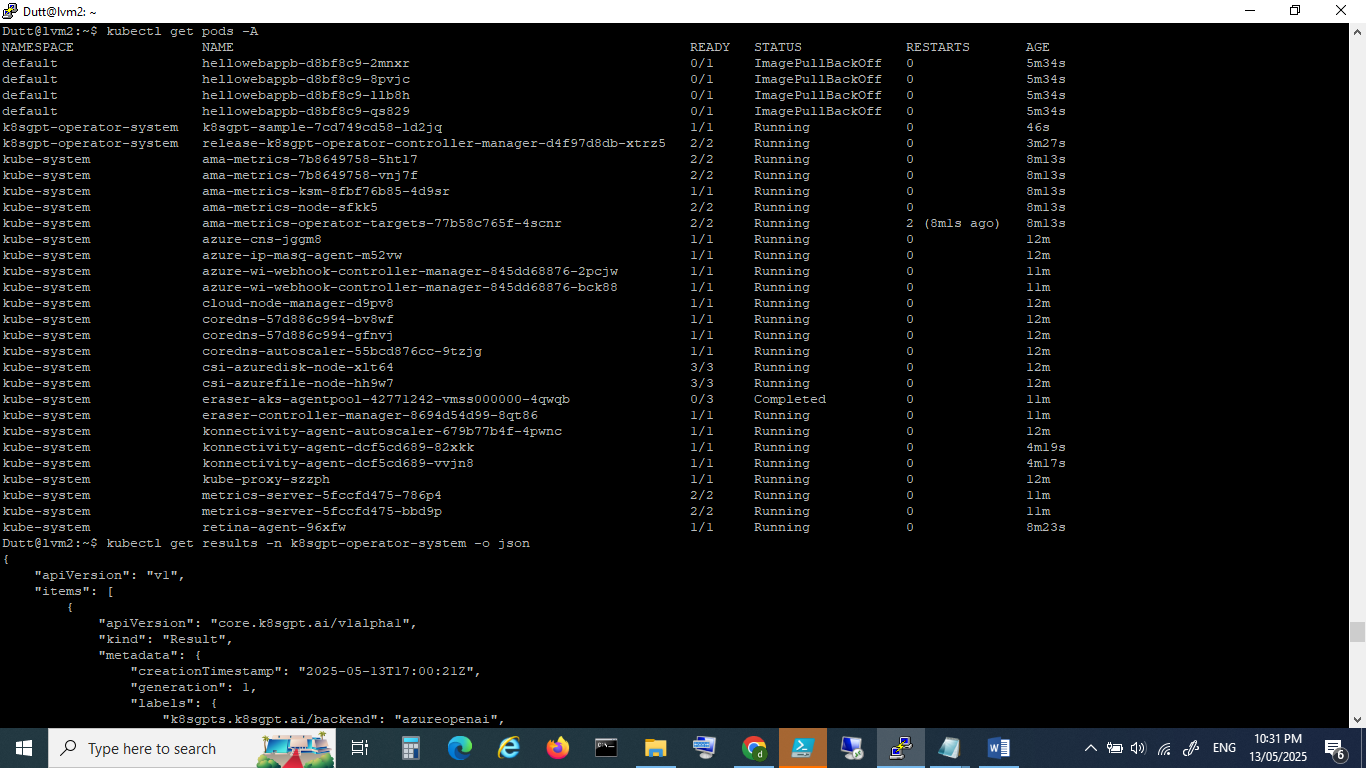 Dutt@lvm2: ~
Dutt@lvm2:~$ kubectl get pods -A
NAMESPACE NAME READY STATUS RESTARTS AGE
default hellowebappb-d8bf8c9-2mnxr 0/1 ImagePullBackOff 0 5m34s
default hellowebappb-d8bf8c9-8pvjc 0/1 ImagePullBackOff 0 5m34s
default hellowebappb-d8bf8c9-llb8h 0/1 ImagePullBackOff 0 5m34s
default hellowebappb-d8bf8c9-qs829 0/1 ImagePullBackOff 0 5m34s
k8sgpt-operator-system k8sgpt-sample-7cd749cd58-ld2jq 1/1 Running 0 46s
k8sgpt-operator-system release-k8sgpt-operator-controller-manager-d4f97d8db-xtrz5 2/2 Running 0 3m27s
kube-system ama-metrics-7b8649758-5htl7 2/2 Running 0 8m13s
kube-system ama-metrics-7b8649758-vnj7f 2/2 Running 0 8m13s
kube-system ama-metrics-ksm-8fbf76b85-4d9sr 1/1 Running 0 8m13s
kube-system ama-metrics-node-sfkk5 2/2 Running 0 8m13s
kube-system ama-metrics-operator-targets-77b58c765f-4scnr 2/2 Running 2 (8m1s ago) 8m13s
kube-system azure-cns-jggm8 1/1 Running 0 12m
kube-system azure-ip-masq-agent-m52vw 1/1 Running 0 12m
kube-system azure-wi-webhook-controller-manager-845dd68876-2pcjw 1/1 Running 0 11m
kube-system azure-wi-webhook-controller-manager-845dd68876-bck88 1/1 Running 0 11m
kube-system cloud-node-manager-d9pv8 1/1 Running 0 12m
kube-system coredns-57d886c994-bv8wf 1/1 Running 0 12m
kube-system coredns-57d886c994-gfnvj 1/1 Running 0 12m
kube-system coredns-autoscaler-55bcd876cc-9tzjg 1/1 Running 0 12m
kube-system csi-azuredisk-node-xlt64 3/3 Running 0 12m
kube-system csi-azurefile-node-hh9w7 3/3 Running 0 12m
kube-system eraser-aks-agentpool-42771242-vmss000000-4qwqb 0/3 Completed 0 11m
kube-system eraser-controller-manager-8694d54d99-8qt86 1/1 Running 0 11m
kube-system konnectivity-agent-autoscaler-679b77b4f-4pwnc 1/1 Running 0 12m
kube-system konnectivity-agent-dcf5cd689-82xkk 1/1 Running 0 4m19s
kube-system konnectivity-agent-dcf5cd689-vvjn8 1/1 Running 0 4m17s
kube-system kube-proxy-szzph 1/1 Running 0 12m
kube-system metrics-server-5fccfd475-786p4 2/2 Running 0 11m
kube-system metrics-server-5fccfd475-bbd9p 2/2 Running 0 11m
kube-system retina-agent-96xfw 1/1 Running 0 8m23s
Dutt@lvm2:~$ kubectl get results -n k8sgpt-operator-system -o json
{
"apiVersion": "v1",
"items": [
{
"apiVersion": "core.k8sgpt.ai/v1alpha1",
"kind": "Result",
"metadata": {
"creationTimestamp": "2025-05-13T17:00:21Z",
"generation": 1,
"labels": {
"k8sgpts.k8sgpt.ai/backend": "azureopenai",
Type here to search
ENG
10:31 PM
13/05/2025
6